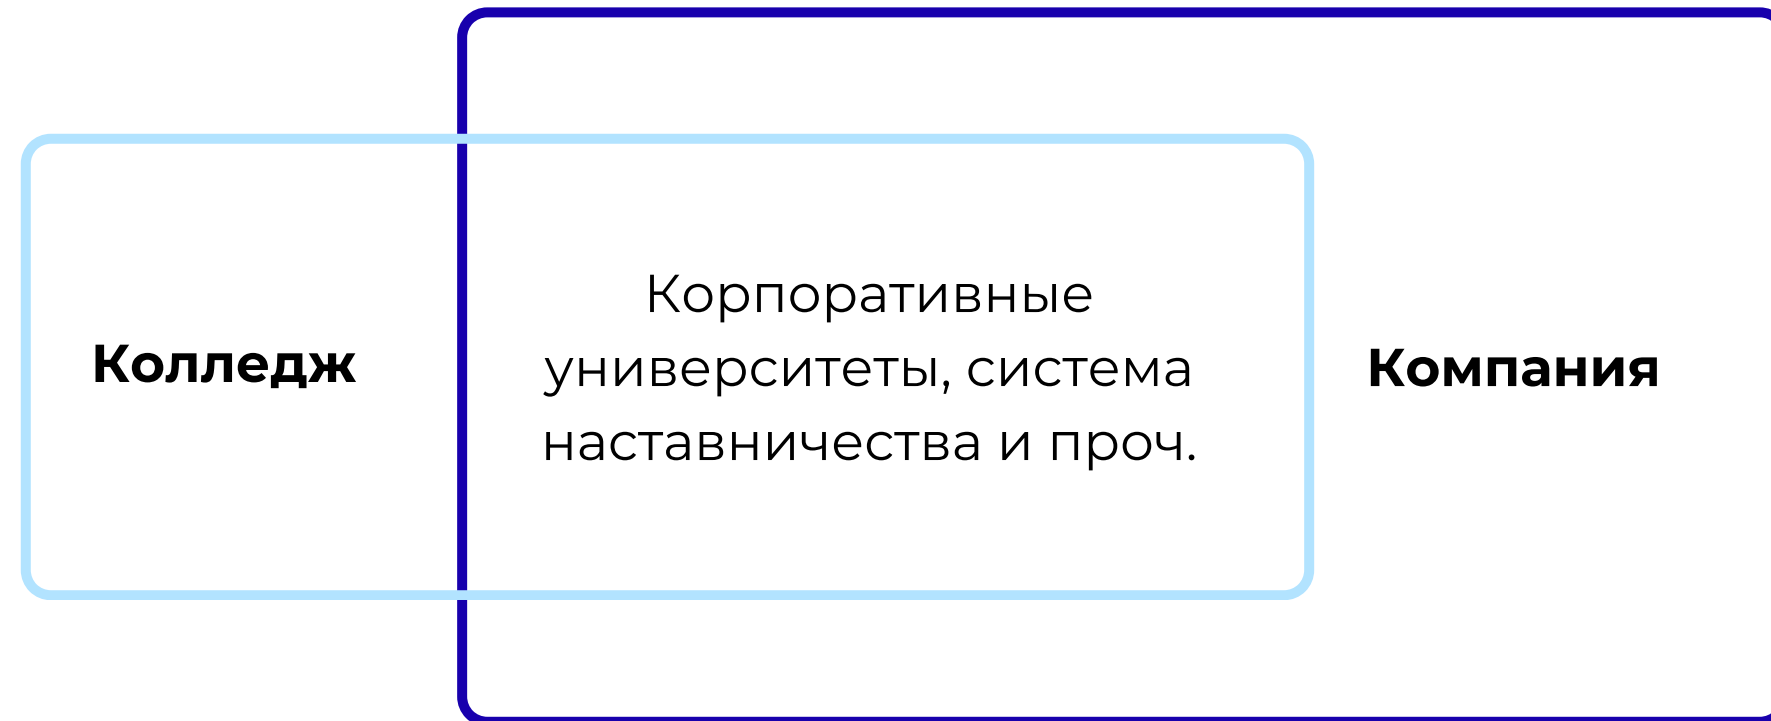 Колледж
Корпоративные
университеты, система
наставничества и проч.
Компания